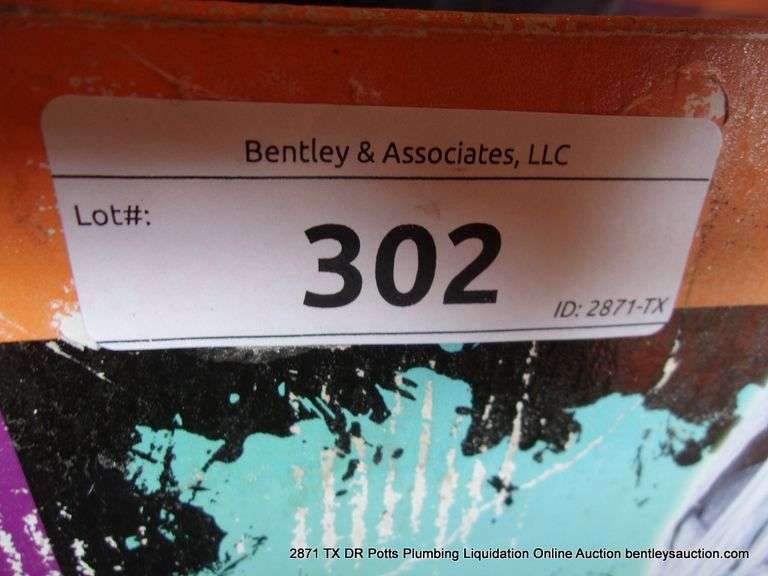 Bentley & Associates, LLC
Lot#:
302
ID: 2871-TX
2871 TX DR Potts Plumbing Liquidation Online Auction bentleysauction.com